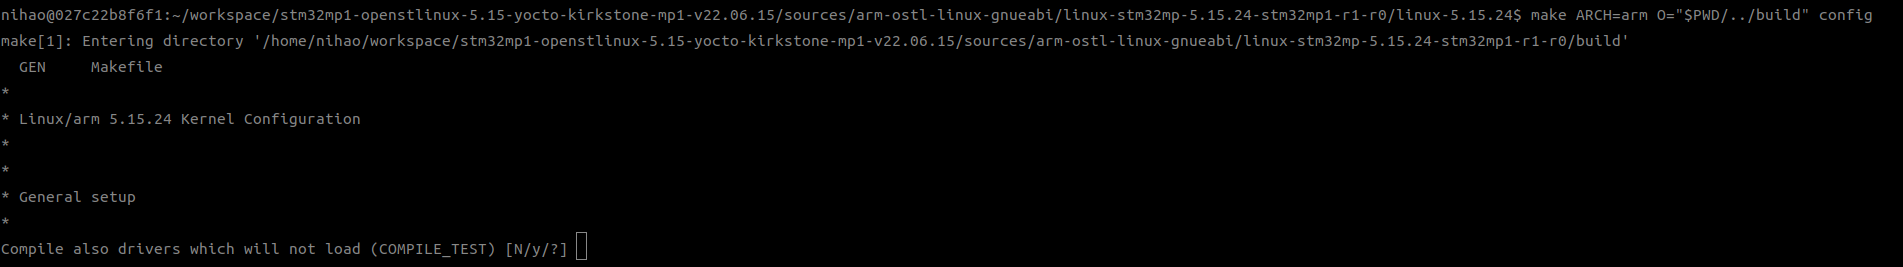 nihao@027c22b8f6f1:~/workspace/stm32mp1-openstlinux-5.15-yocto-kirkstone-mp1-v22.06.15/sources/arm-ostl-linux-gnueabi/linux-stm32mp-5.15.24-stm32mp1-r1-r0/linux-5.15.24$ make ARCH=arm O="$PWD/../build" config
make[1]: Entering directory '/home/nihao/workspace/stm32mp1-openstlinux-5.15-yocto-kirkstone-mp1-v22.06.15/sources/arm-ostl-linux-gnueabi/linux-stm32mp-5.15.24-stm32mp1-r1-r0/build'
  GEN     Makefile
*
* Linux/arm 5.15.24 Kernel Configuration
*
*
* General setup
*
Compile also drivers which will not load (COMPILE_TEST) [N/y/?]